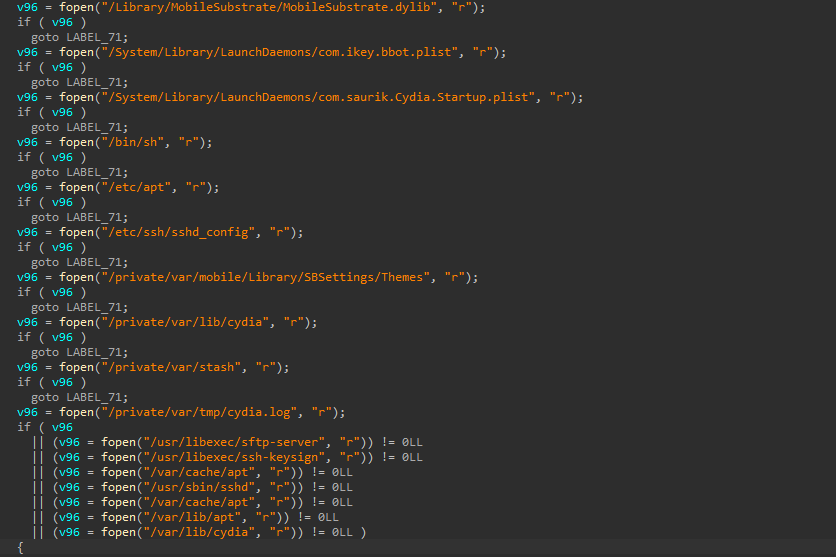 v96 = fopen("/Library/MobileSubstrate/MobileSubstrate.dylib", "r");
if ( v96 )
  goto LABEL_71;
v96 = fopen("/System/Library/LaunchDaemons/com.ikey.bbot.plist", "r");
if ( v96 )
  goto LABEL_71;
v96 = fopen("/System/Library/LaunchDaemons/com.saurik.Cydia.Startup.plist", "r");
if ( v96 )
  goto LABEL_71;
v96 = fopen("/bin/sh", "r");
if ( v96 )
  goto LABEL_71;
v96 = fopen("/etc/apt", "r");
if ( v96 )
  goto LABEL_71;
v96 = fopen("/etc/ssh/sshd_config", "r");
if ( v96 )
  goto LABEL_71;
v96 = fopen("/private/var/mobile/Library/SBSettings/Themes", "r");
if ( v96 )
  goto LABEL_71;
v96 = fopen("/private/var/lib/cydia", "r");
if ( v96 )
  goto LABEL_71;
v96 = fopen("/private/var/stash", "r");
if ( v96 )
  goto LABEL_71;
v96 = fopen("/private/var/tmp/cydia.log", "r");
if ( v96
  || (v96 = fopen("/usr/libexec/sftp-server", "r")) != 0LL
  || (v96 = fopen("/usr/libexec/ssh-keysign", "r")) != 0LL
  || (v96 = fopen("/var/cache/apt", "r")) != 0LL
  || (v96 = fopen("/usr/sbin/sshd", "r")) != 0LL
  || (v96 = fopen("/var/cache/apt", "r")) != 0LL
  || (v96 = fopen("/var/lib/apt", "r")) != 0LL
  || (v96 = fopen("/var/lib/cydia", "r")) != 0LL )
{